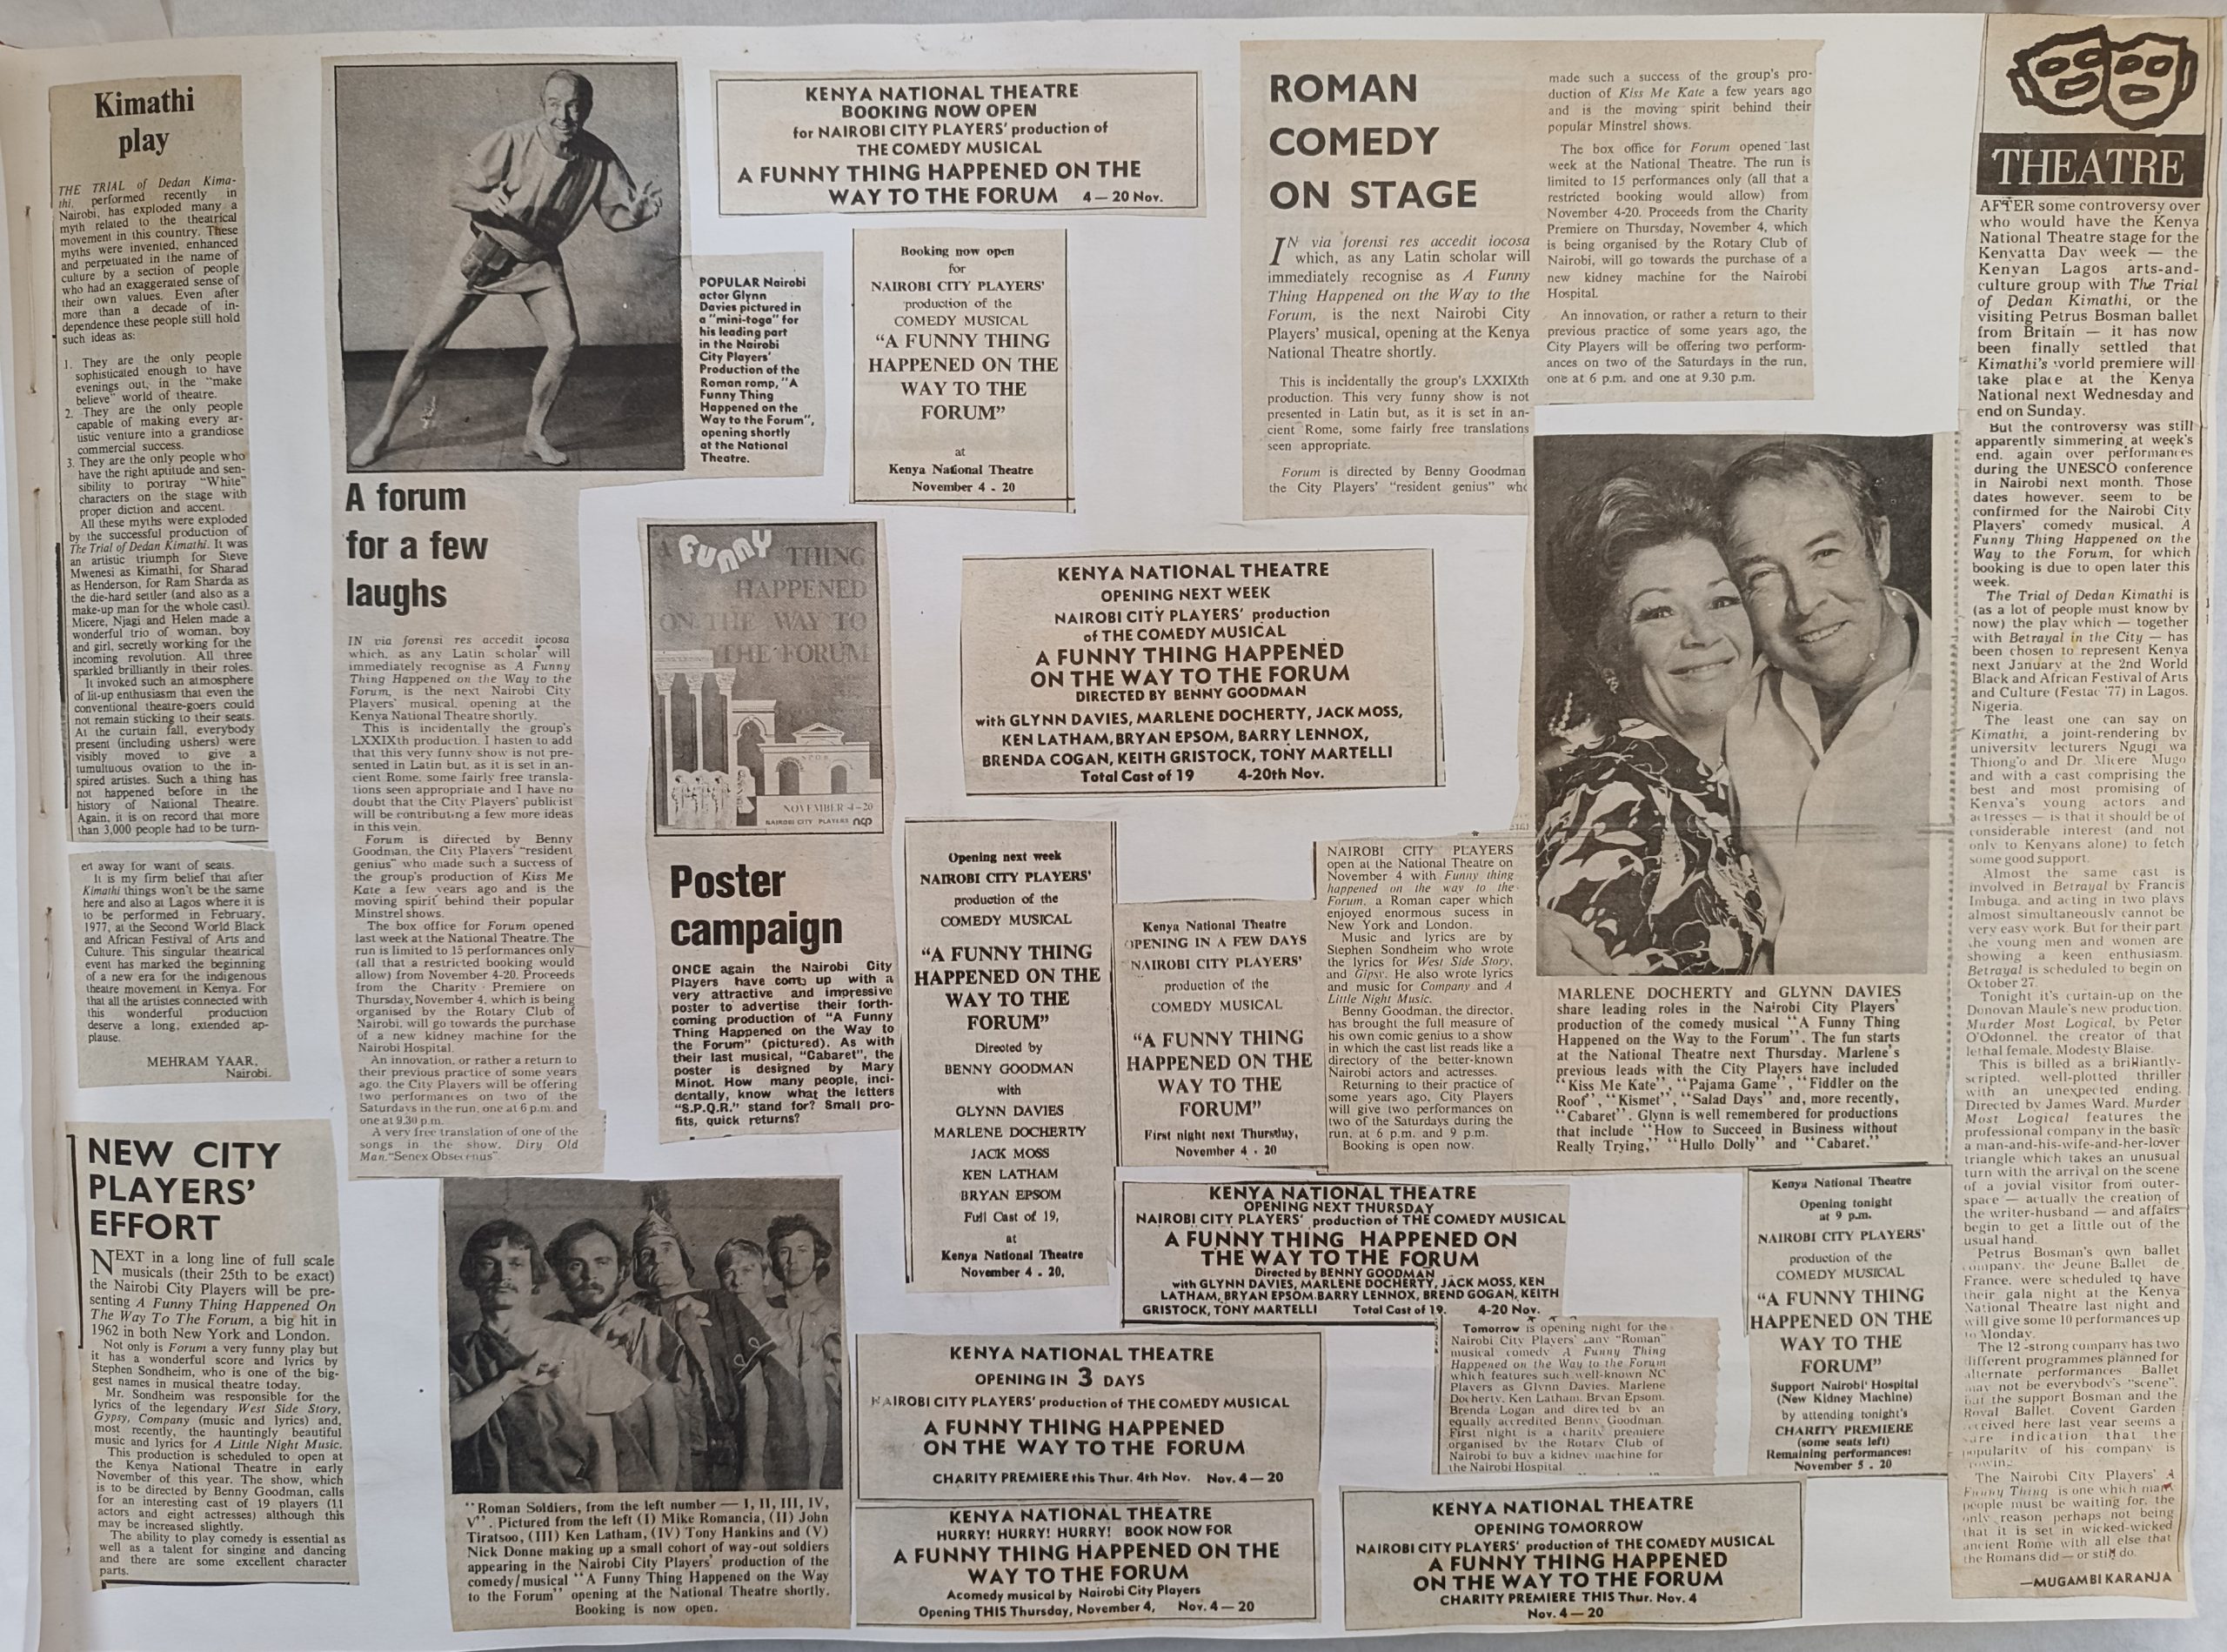 Kimathi
play
THE TRIAL of Dedan Kima-
thi, performed recently in
Nairobi, has exploded many a
myth related to the theatrical
movement in this country. These
myths were invented, enhanced
and perpetuated in the name of
culture by a section of people
who had an exaggerated sense of
their own values. Even after
more than a decade of in-
dependence these people still hold
such ideas as:
1. They are the only people
sophisticated enough to have
evenings out, in the "make
believe" world of theatre.
2. They are the only people
capable of making every ar-
tistic venture into a grandiose
commercial success.
3. They are the only people who
have the right aptitude and sen-
sibility to portray "White"
characters on the stage with
proper diction and accent.
All these myths were exploded
by the successful production of
The Trial of Dedan Kimathi. It was
an artistic triumph for Steve
Mwenesi as Kimathi, for Sharad
as Henderson, for Ram Sharda as
the die-hard settler (and also as a
make-up man for the whole cast).
Micere, Njagi and Helen made a
wonderful trio of woman, boy
and girl, secretly working for the
incoming revolution. All three
sparkled brilliantly in their roles.
It invoked such an atmosphere
of lit-up enthusiasm that even the
conventional theatre-goers could
not remain sticking to their seats.
At the curtain fall, everybody
present (including ushers) were
visibly moved to give a
tumultuous ovation to the in-
spired artistes. Such a thing has
not happened before in the
history of National Theatre.
Again, it is on record that more
than 3,000 people had to be turn-
ed away for want of seats.
It is my firm belief that after
Kimathi things won't be the same
here and also at Lagos where it is
to be performed in February,
1977, at the Second World Black
and African Festival of Arts and
Culture. This singular theatrical
event has marked the beginning
of a new era for the indigenous
theatre movement in Kenya. For
that all the artistes connected with
this wonderful production
deserve a long, extended ap-
plause.
MEHRAM YAAR,
Nairobi.
NEW CITY
PLAYERS'
EFFORT
NEXT in a long line of full scale
musicals (their 25th to be exact)
the Nairobi City Players will be pre-
senting A Funny Thing Happened On
The Way To The Forum, a big hit in
1962 in both New York and London.
Not only is Forum a very funny play but
it has a wonderful score and lyrics by
Stephen Sondheim, who is one of the big-
gest names in musical theatre today.
Mr. Sondheim was responsible for the
lyrics of the legendary West Side Story,
Gypsy, Company (music and lyrics) and,
most recently, the hauntingly beautiful
music and lyrics for A Little Night Music.
This production is scheduled to open at
the Kenya National Theatre in early
November of this year. The show, which
is to be directed by Benny Goodman, calls
for an interesting cast of 19 players (11
actors and eight actresses) although this
may be increased slightly.
The ability to play comedy is essential as
well as a talent for singing and dancing
and there are some excellent character
parts.
POPULAR Nairobi
actor Glynn
Davies pictured in
a "mini-toga" for
his leading part
in the Nairobi
City Players'
Production of the
Roman romp, "A
Funny Thing
Happened on the
Way to the Forum",
opening shortly
at the National
Theatre.
A forum
for a few
laughs
IN via forensi res accedit iocosa
which, as any Latin scholar will
immediately recognise as A Funny
Thing Happened on the Way to the
Forum, is the next Nairobi City
Players' musical, opening at the
Kenya National Theatre shortly.
This is incidentally the group's
LXXIXth production. I hasten to add
that this very funny show is not pre-
sented in Latin but, as it is set in an-
cient Rome, some fairly free transla-
tions seen appropriate and I have no
doubt that the City Players' publicist
will be contributing a few more ideas
in this vein.
Forum is directed by Benny
Goodman, the City Players' "resident
genius" who made such a success of
the group's production of Kiss Me
Kate a few years ago and is the
moving spirit behind their popular
Minstrel shows.
The box office for Forum opened
last week at the National Theatre. The
run is limited to 15 performances only
(all that a restricted booking would
allow) from November 4-20. Proceeds
from the Charity Premiere on
Thursday, November 4, which is being
organised by the Rotary Club of
Nairobi, will go towards the purchase
of a new kidney machine for the
Nairobi Hospital.
An innovation, or rather a return to
their previous practice of some years
ago, the City Players will be offering
two performances on two of the
Saturdays in the run, one at 6 p.m. and
one at 9.30 p.m.
A very free translation of one of the
songs in the show, Diry Old
Man. "Senex Obscenus".
"Roman Soldiers, from the left number — I, II, III, IV,
V". Pictured from the left (I) Mike Romancia, (II) John
Tiratsoo, (III) Ken Latham, (IV) Tony Hankins and (V)
Nick Donne making up a small cohort of way-out soldiers
appearing in the Nairobi City Players' production of the
comedy/musical "A Funny Thing Happened on the Way
to the Forum" opening at the National Theatre shortly.
Booking is now open.
KENYA NATIONAL THEATRE
BOOKING NOW OPEN
for NAIROBI CITY PLAYERS' production of
THE COMEDY MUSICAL
A FUNNY THING HAPPENED ON THE
WAY TO THE FORUM 4 — 20 Nov.
Booking now open
for
NAIROBI CITY PLAYERS'
production of the
COMEDY MUSICAL
"A FUNNY THING
HAPPENED ON THE
WAY TO THE
FORUM"
at
Kenya National Theatre
November 4 - 20
A FUNNY THING
HAPPENED
ON THE WAY TO
THE FORUM
NOVEMBER 4-20
NAIROBI CITY PLAYERS ncp
Poster
campaign
ONCE again the Nairobi City
Players have come up with a
very attractive and impressive
poster to advertise their forth-
coming production of "A Funny
Thing Happened on the Way to
the Forum" (pictured). As with
their last musical, "Cabaret", the
poster is designed by Mary
Minot. How many people, inci-
dentally, know what the letters
"S.P.Q.R." stand for? Small pro-
fits, quick returns?
KENYA NATIONAL THEATRE
OPENING NEXT WEEK
NAIROBI CITY PLAYERS' production
of THE COMEDY MUSICAL
A FUNNY THING HAPPENED
ON THE WAY TO THE FORUM
DIRECTED BY BENNY GOODMAN
with GLYNN DAVIES, MARLENE DOCHERTY, JACK MOSS,
KEN LATHAM, BRYAN EPSOM, BARRY LENNOX,
BRENDA COGAN, KEITH GRISTOCK, TONY MARTELLI
Total Cast of 19 4-20th Nov.
Opening next week
NAIROBI CITY PLAYERS'
production of the
COMEDY MUSICAL
"A FUNNY THING
HAPPENED ON THE
WAY TO THE
FORUM"
Directed by
BENNY GOODMAN
with
GLYNN DAVIES
MARLENE DOCHERTY
JACK MOSS
KEN LATHAM
BRYAN EPSOM
Full Cast of 19,
at
Kenya National Theatre
November 4 - 20,
Kenya National Theatre
OPENING IN A FEW DAYS
NAIROBI CITY PLAYERS'
production of the
COMEDY MUSICAL
"A FUNNY THING
HAPPENED ON THE
WAY TO THE
FORUM"
First night next Thursday,
November 4 - 20
NAIROBI CITY PLAYERS
open at the National Theatre on
November 4 with Funny thing
happened on the way to the
Forum, a Roman caper which
enjoyed enormous sucess in
New York and London.
Music and lyrics are by
Stephen Sondheim who wrote
the lyrics for West Side Story,
and Gipsy. He also wrote lyrics
and music for Company and A
Little Night Music.
Benny Goodman, the director,
has brought the full measure of
his own comic genius to a show
in which the cast list reads like a
directory of the better-known
Nairobi actors and actresses.
Returning to their practice of
some years ago, City Players
will give two performances on
two of the Saturdays during the
run, at 6 p.m. and 9 p.m.
Booking is open now.
KENYA NATIONAL THEATRE
OPENING NEXT THURSDAY
NAIROBI CITY PLAYERS' production of THE COMEDY MUSICAL
A FUNNY THING HAPPENED ON
THE WAY TO THE FORUM
Directed by BENNY GOODMAN
with GLYNN DAVIES, MARLENE DOCHERTY, JACK MOSS, KEN
LATHAM, BRYAN EPSOM BARRY LENNOX, BREND GOGAN, KEITH
GRISTOCK, TONY MARTELLI Total Cast of 19. 4-20 Nov.
KENYA NATIONAL THEATRE
OPENING IN 3 DAYS
NAIROBI CITY PLAYERS' production of THE COMEDY MUSICAL
A FUNNY THING HAPPENED
ON THE WAY TO THE FORUM
CHARITY PREMIERE this Thur. 4th Nov. Nov. 4 — 20
KENYA NATIONAL THEATRE
HURRY! HURRY! HURRY! BOOK NOW FOR
A FUNNY THING HAPPENED ON THE
WAY TO THE FORUM
Acomedy musical by Nairobi City Players
Opening THIS Thursday, November 4, Nov. 4 — 20
Tomorrow is opening night for the
Nairobi City Players' zany "Roman"
musical comedy A Funny Thing
Happened on the Way to the Forum
which features such well-known NC
Players as Glynn Davies, Marlene
Docherty, Ken Latham, Bryan Epsom,
Brenda Logan and directed by an
equally accredited Benny Goodman.
First night is a charity premiere
organised by the Rotary Club of
Nairobi to buy a kidney machine for
the Nairobi Hospital.
KENYA NATIONAL THEATRE
OPENING TOMORROW
NAIROBI CITY PLAYERS' production of THE COMEDY MUSICAL
A FUNNY THING HAPPENED
ON THE WAY TO THE FORUM
CHARITY PREMIERE THIS Thur. Nov. 4
Nov. 4 — 20
ROMAN
COMEDY
ON STAGE
IN via forensi res accedit iocosa
which, as any Latin scholar will
immediately recognise as A Funny
Thing Happened on the Way to the
Forum, is the next Nairobi City
Players' musical, opening at the Kenya
National Theatre shortly.
This is incidentally the group's LXXIXth
production. This very funny show is not
presented in Latin but, as it is set in an-
cient Rome, some fairly free translations
seen appropriate.
Forum is directed by Benny Goodman
the City Players' "resident genius" who
made such a success of the group's pro-
duction of Kiss Me Kate a few years ago
and is the moving spirit behind their
popular Minstrel shows.
The box office for Forum opened last
week at the National Theatre. The run is
limited to 15 performances only (all that a
restricted booking would allow) from
November 4-20. Proceeds from the Charity
Premiere on Thursday, November 4, which
is being organised by the Rotary Club of
Nairobi, will go towards the purchase of a
new kidney machine for the Nairobi
Hospital.
An innovation, or rather a return to their
previous practice of some years ago, the
City Players will be offering two perform-
ances on two of the Saturdays in the run,
one at 6 p.m. and one at 9.30 p.m.
MARLENE DOCHERTY and GLYNN DAVIES
share leading roles in the Nairobi City Players'
production of the comedy musical "A Funny Thing
Happened on the Way to the Forum". The fun starts
at the National Theatre next Thursday. Marlene's
previous leads with the City Players have included
"Kiss Me Kate", "Pajama Game", "Fiddler on the
Roof", "Kismet", "Salad Days" and, more recently,
"Cabaret". Glynn is well remembered for productions
that include "How to Succeed in Business without
Really Trying," "Hullo Dolly" and "Cabaret."
Kenya National Theatre
Opening tonight
at 9 p.m.
NAIROBI CITY PLAYERS'
production of the
COMEDY MUSICAL
"A FUNNY THING
HAPPENED ON THE
WAY TO THE
FORUM"
Support Nairobi Hospital
(New Kidney Machine)
by attending tonight's
CHARITY PREMIERE
(some seats left)
Remaining performances:
November 5 - 20
THEATRE
AFTER some controversy over
who would have the Kenya
National Theatre stage for the
Kenyatta Day week — the
Kenyan Lagos arts-and-
culture group with The Trial
of Dedan Kimathi, or the
visiting Petrus Bosman ballet
from Britain — it has now
been finally settled that
Kimathi's world premiere will
take place at the Kenya
National next Wednesday and
end on Sunday.
But the controversy was still
apparently simmering at week's
end, again over performances
during the UNESCO conference
in Nairobi next month. Those
dates however, seem to be
confirmed for the Nairobi City
Players' comedy musical, A
Funny Thing Happened on the
Way to the Forum, for which
booking is due to open later this
week.
The Trial of Dedan Kimathi is
(as a lot of people must know by
now) the play which — together
with Betrayal in the City — has
been chosen to represent Kenya
next January at the 2nd World
Black and African Festival of Arts
and Culture (Festac '77) in Lagos,
Nigeria.
The least one can say on
Kimathi, a joint-rendering by
university lecturers Ngugi wa
Thiong'o and Dr. Micere Mugo
and with a cast comprising the
best and most promising of
Kenya's young actors and
actresses — is that it should be of
considerable interest (and not
only to Kenyans alone) to fetch
some good support.
Almost the same cast is
involved in Betrayal by Francis
Imbuga, and acting in two plays
almost simultaneously cannot be
very easy work. But for their part
the young men and women are
showing a keen enthusiasm.
Betrayal is scheduled to begin on
October 27.
Tonight it's curtain-up on the
Donovan Maule's new production,
Murder Most Logical, by Peter
O'Odonnel, the creator of that
lethal female, Modesty Blaise.
This is billed as a brilliantly-
scripted, well-plotted thriller
with an unexpected ending.
Directed by James Ward, Murder
Most Logical features the
professional company in the basic
a man-and-his-wife-and-her-lover
triangle which takes an unusual
turn with the arrival on the scene
of a jovial visitor from outer-
space — actually the creation of
the writer-husband — and affairs
begin to get a little out of the
usual hand.
Petrus Bosman's own ballet
company, the Jeune Ballet de
France, were scheduled to have
their gala night at the Kenya
National Theatre last night and
will give some 10 performances up
to Monday.
The 12-strong company has two
different programmes planned for
alternate performances. Ballet
may not be everybody's "scene",
but the support Bosman and the
Royal Ballet, Covent Garden
received here last year seems a
sure indication that the
popularity of his company is
The Nairobi City Players' A
Funny Thing is one which many
people must be waiting for, the
only reason perhaps not being
that it is set in wicked-wicked
ancient Rome with all else that
the Romans did — or still do.
—MUGAMBI KARANJA